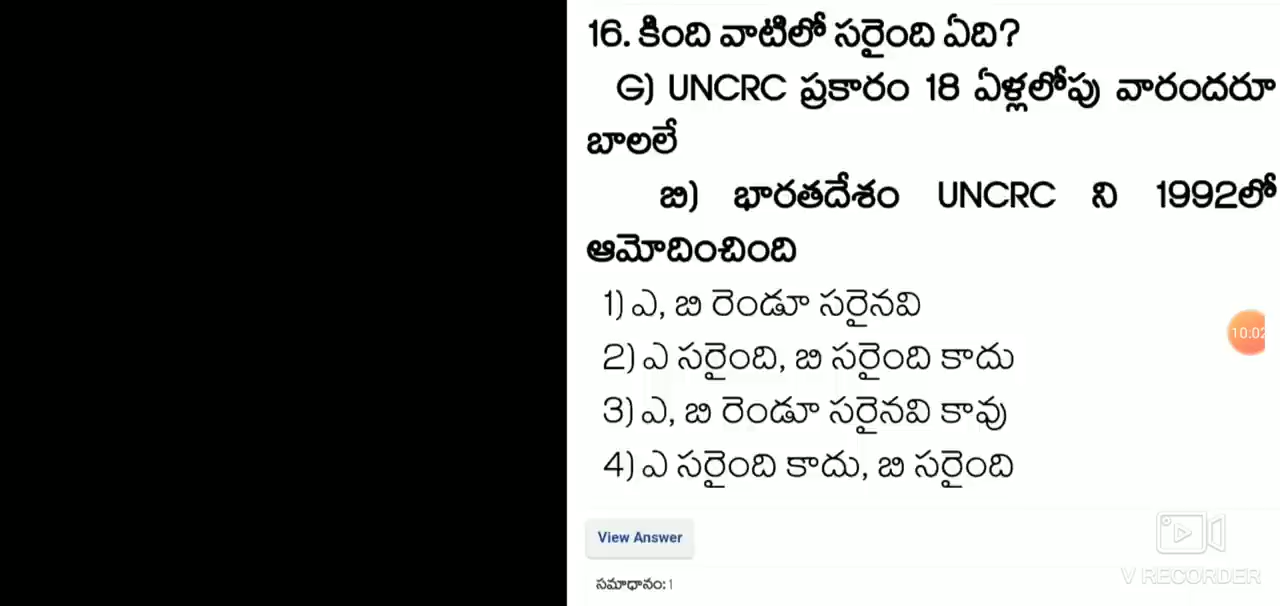 16. కింది వాటిలో సరైంది ఏది?
ఎ) UNCRC ప్రకారం 18 ఏళ్లలోపు వారందరూ
బాలలే
బి) భారతదేశం UNCRC ని 1992లో
ఆమోదించింది
1) ఎ, బి రెండూ సరైనవి
2) ఎ సరైంది, బి సరైంది కాదు
3) ఎ, బి రెండూ సరైనవి కావు
4) ఎ సరైంది కాదు, బి సరైంది
10:02
View Answer
సమాధానం: 1
V RECORDER